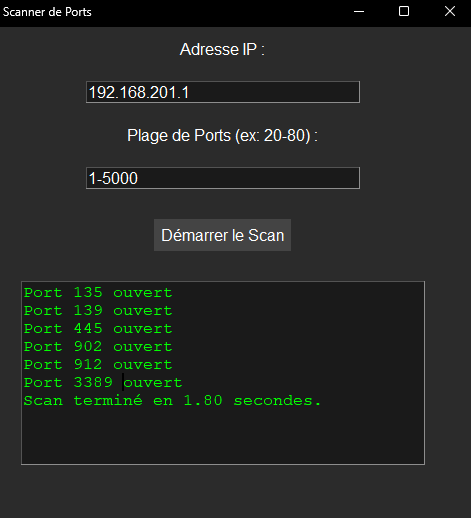 Scanner de Ports
Adresse IP :
192.168.201.1
Plage de Ports (ex: 20-80) :
1-5000
Démarrer le Scan
Port 135 ouvert
Port 139 ouvert
Port 445 ouvert
Port 902 ouvert
Port 912 ouvert
Port 3389 ouvert
Scan terminé en 1.80 secondes.